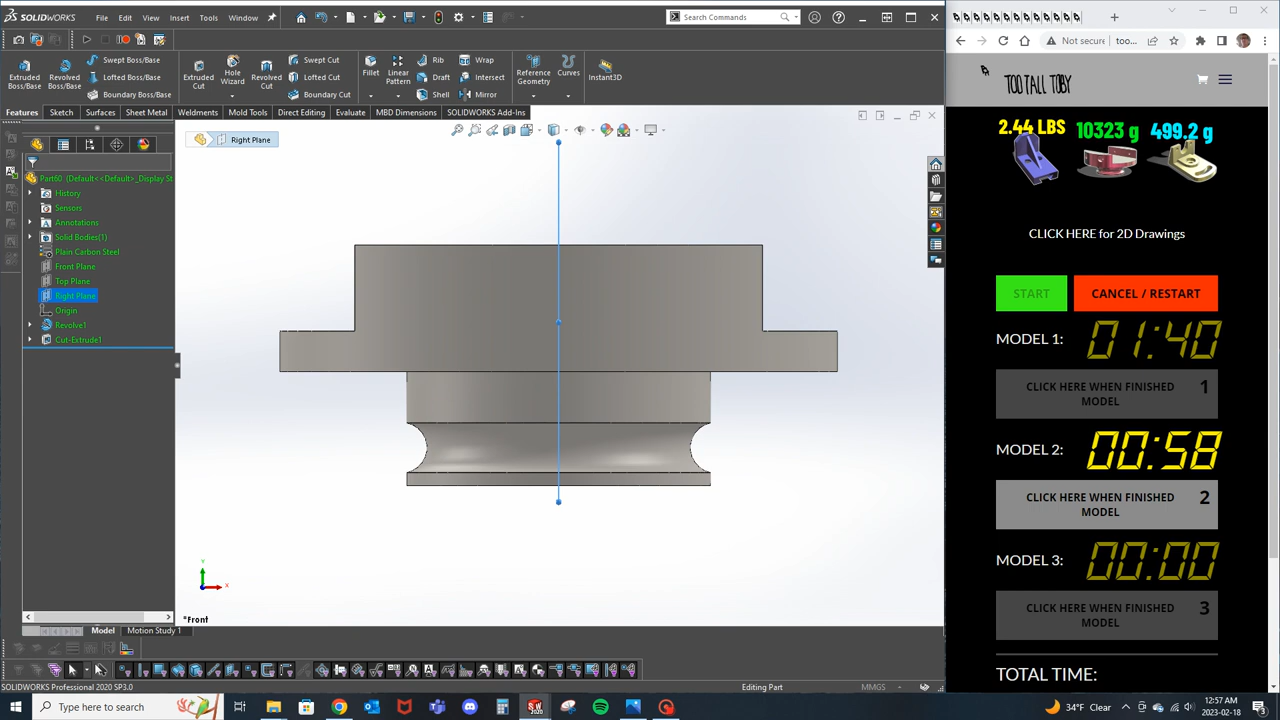 SOLIDWORKS File Edit View Insert Tools Window
Search Commands
Extruded Boss/Base
Revolved Boss/Base
Swept Boss/Base
Lofted Boss/Base
Boundary Boss/Base
Extruded Cut
Hole Wizard
Revolved Cut
Swept Cut
Lofted Cut
Boundary Cut
Fillet
Linear Pattern
Rib
Draft
Shell
Wrap
Intersect
Mirror
Reference Geometry
Curves
Instant3D
Features Sketch Surfaces Sheet Metal Weldments Mold Tools Direct Editing Evaluate MBD Dimensions SOLIDWORKS Add-Ins
Right Plane
Part60 (Default<<Default>_Display St
History
Sensors
Annotations
Solid Bodies(1)
Plain Carbon Steel
Front Plane
Top Plane
Right Plane
Origin
Revolve1
Cut-Extrude1
Y
X
*Front
Model Motion Study 1
SOLIDWORKS Professional 2020 SP3.0
Editing Part
MMGS
Not secure too...
TOO TALL TOBY
2.44 LBS 10323 g 499.2 g
CLICK HERE for 2D Drawings
START CANCEL / RESTART
MODEL 1: 01:40
CLICK HERE WHEN FINISHED 1
MODEL
MODEL 2: 00:58
CLICK HERE WHEN FINISHED 2
MODEL
MODEL 3: 00:00
CLICK HERE WHEN FINISHED 3
MODEL
TOTAL TIME:
Type here to search
34°F Clear
12:57 AM
2023-02-18